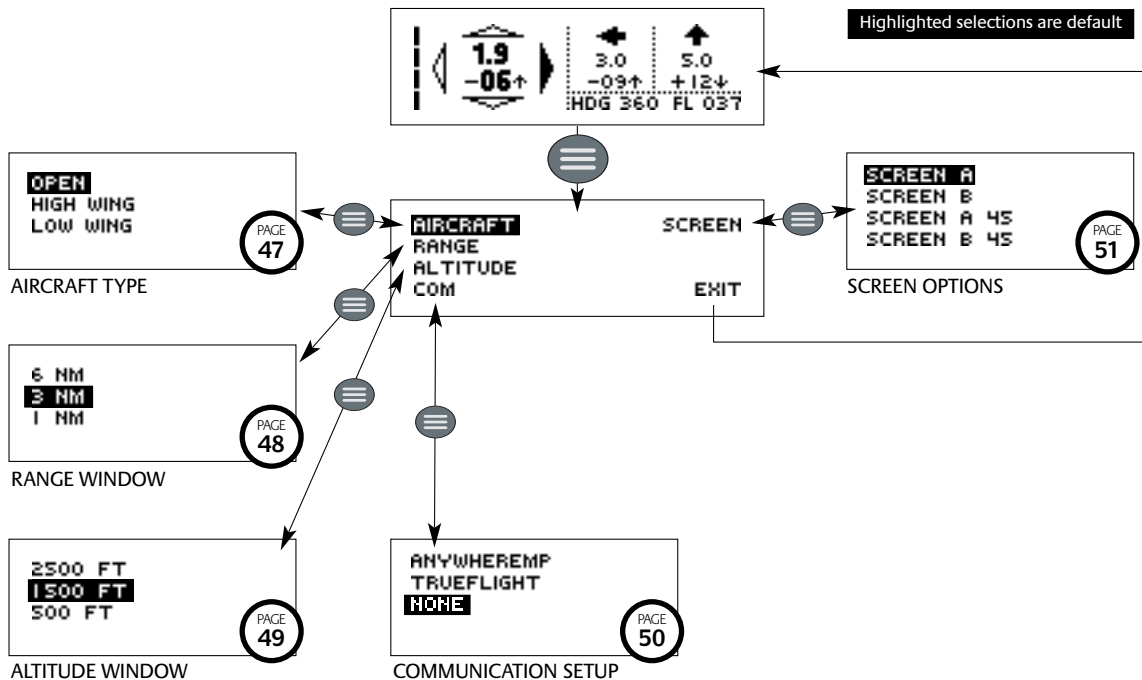 Highlighted selections are default
1.9
-06↑
3.0
-09↑
5.0
+12↓
HDG 360 FL 037
OPEN
HIGH WING
LOW WING
PAGE
47
AIRCRAFT TYPE
AIRCRAFT
RANGE
ALTITUDE
COM
SCREEN
EXIT
SCREEN A
SCREEN B
SCREEN A 45
SCREEN B 45
PAGE
51
SCREEN OPTIONS
6 NM
3 NM
1 NM
PAGE
48
RANGE WINDOW
2500 FT
1500 FT
500 FT
PAGE
49
ALTITUDE WINDOW
ANYWHEREMP
TRUEFLIGHT
NONE
PAGE
50
COMMUNICATION SETUP